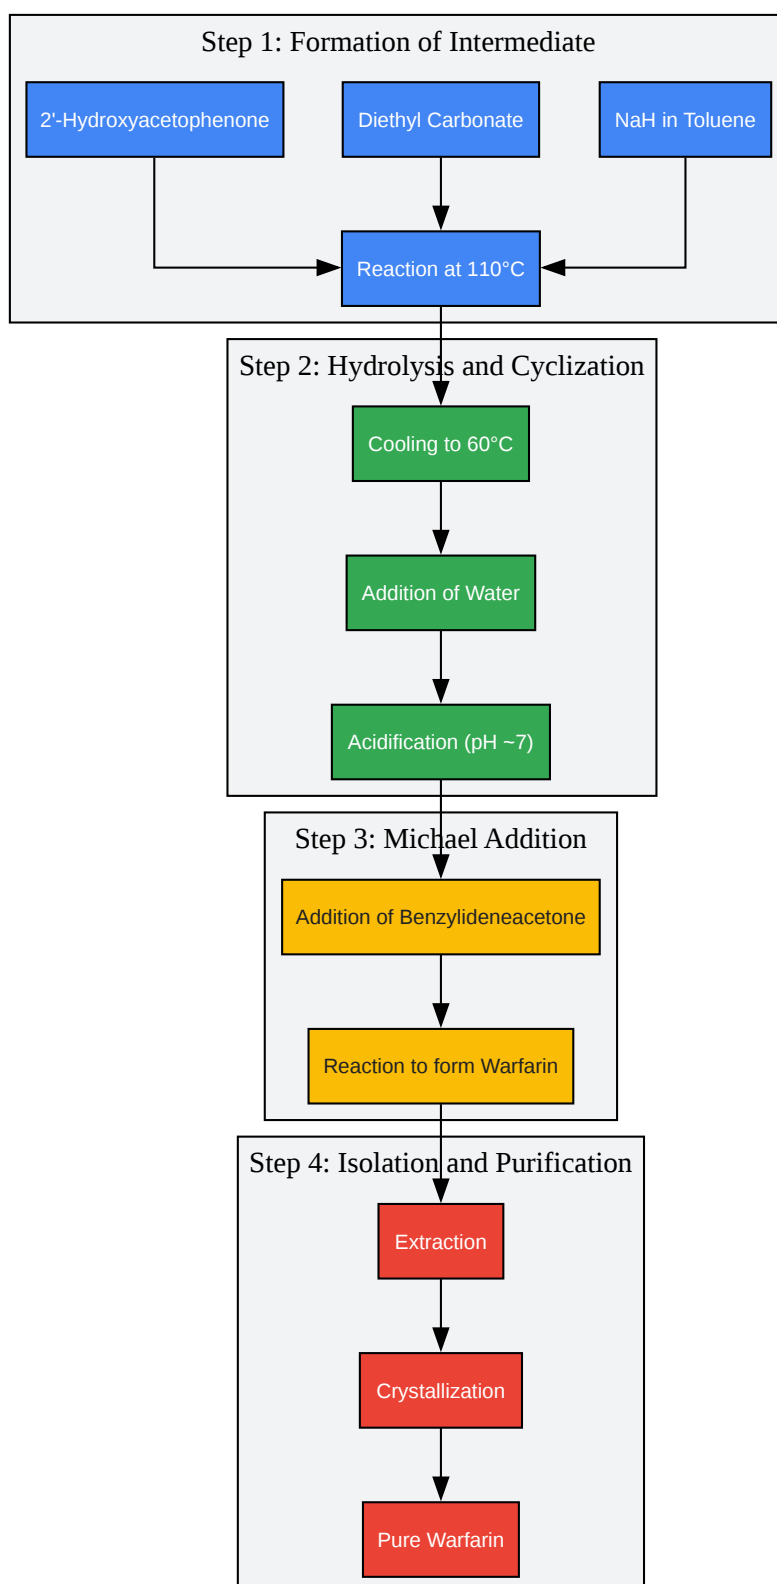 Step 1: Formation of Intermediate
2'-Hydroxyacetophenone
Diethyl Carbonate
NaH in Toluene
Reaction at 110°C
Step 2: Hydrolysis and Cyclization
Cooling to 60°C
Addition of Water
Acidification (pH ~7)
Step 3: Michael Addition
Addition of Benzylideneacetone
Reaction to form Warfarin
Step 4: Isolation and Purification
Extraction
Crystallization
Pure Warfarin